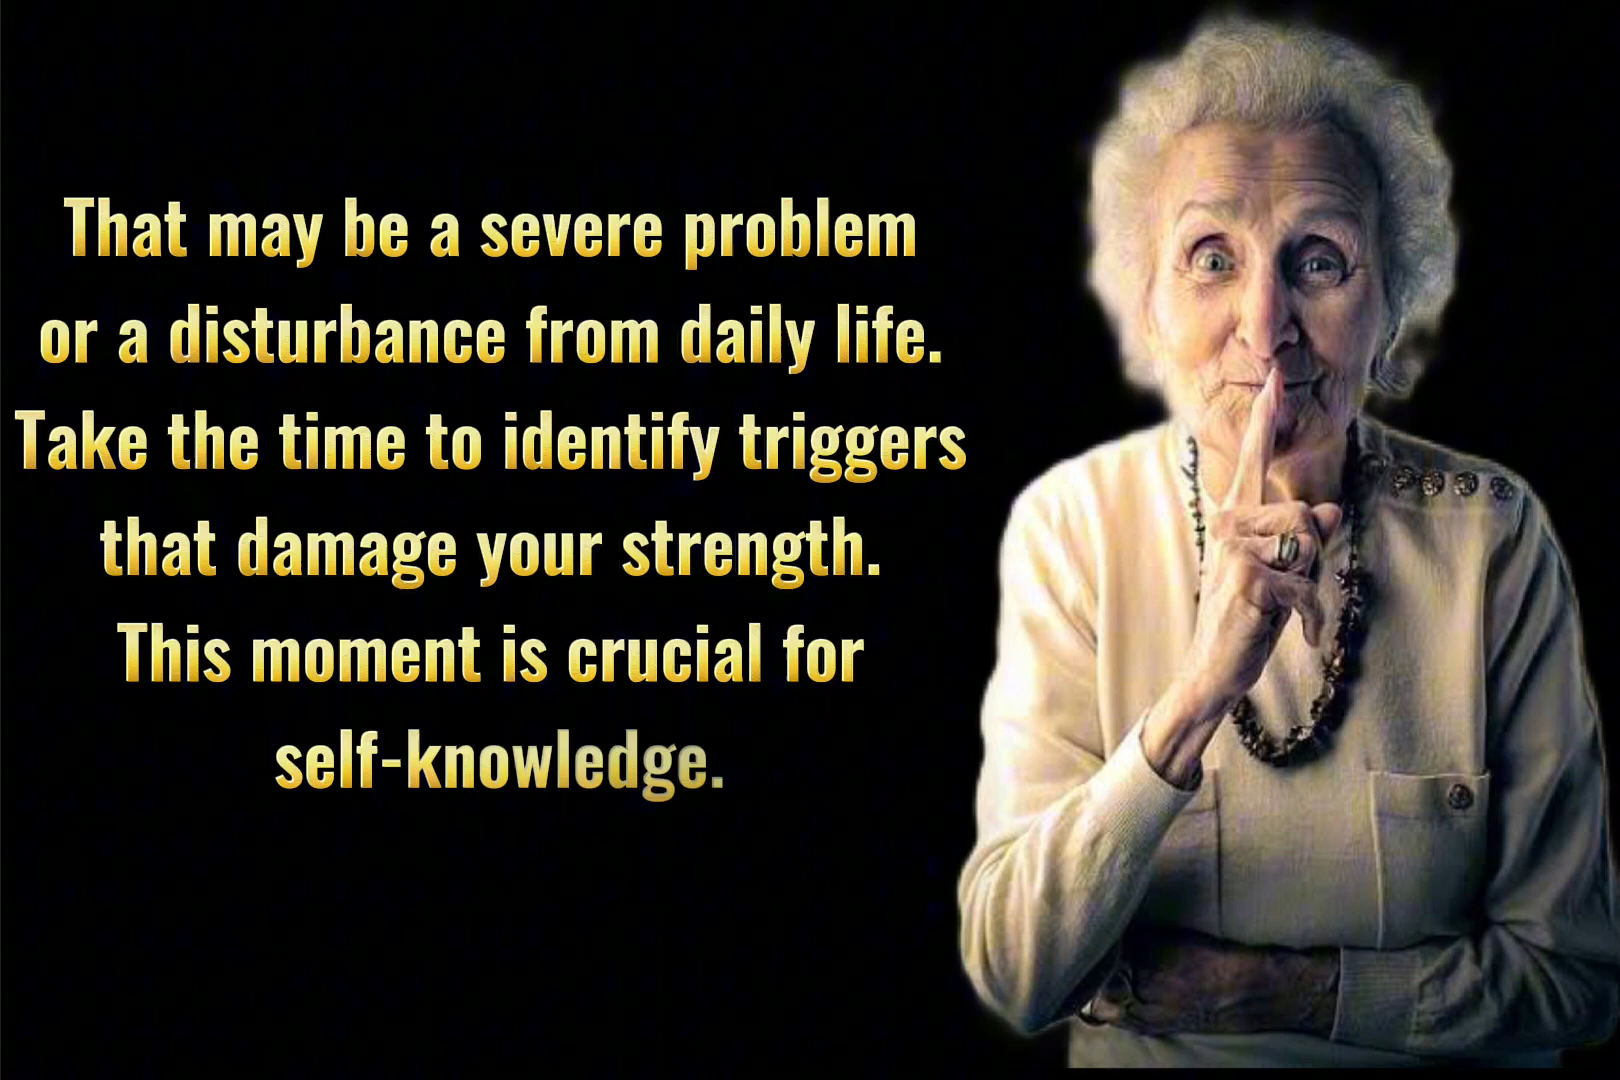 That may be a severe problem
or a disturbance from daily life.
Take the time to identify triggers
that damage your strength.
This moment is crucial for
self-knowledge.